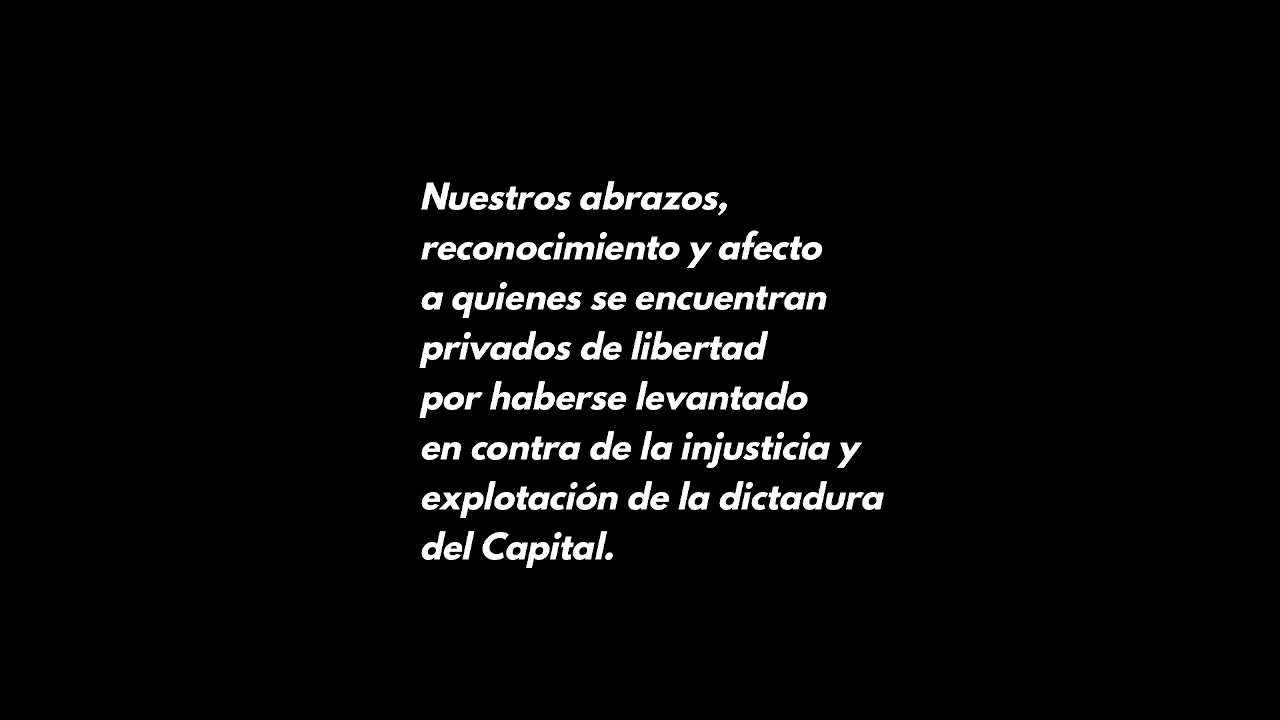 Nuestros abrazos,
reconocimiento y afecto
a quienes se encuentran
privados de libertad
por haberse levantado
en contra de la injusticia y
explotación de la dictadura
del Capital.